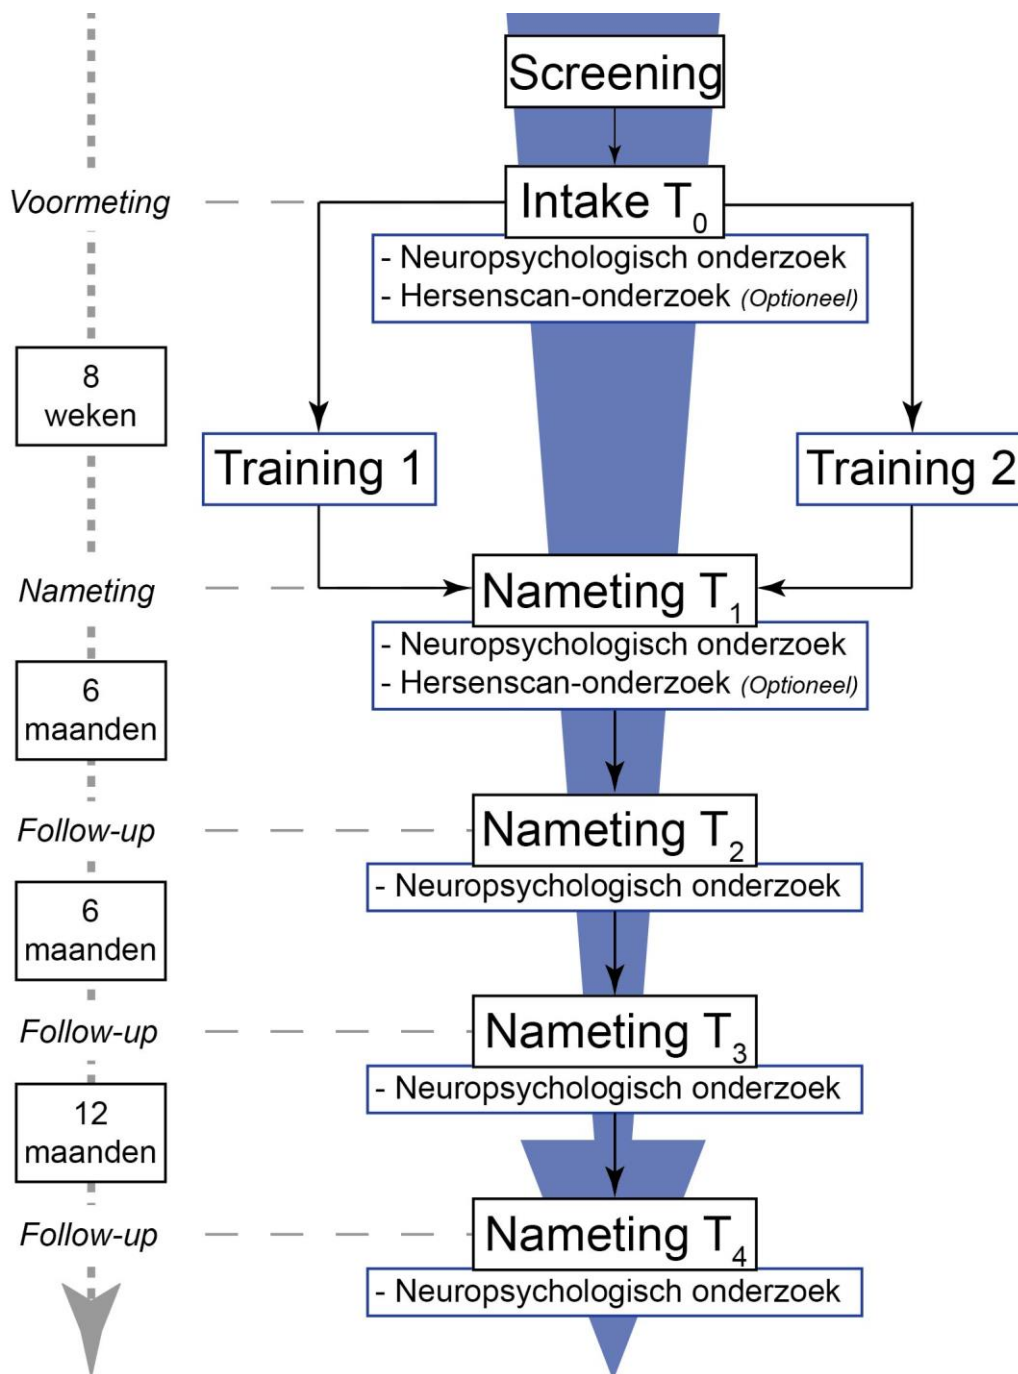 Screening
Voormeting
Intake T0
- Neuropsychologisch onderzoek
- Hersenscan-onderzoek (Optioneel)
8
weken
Training 1
Training 2
Nameting
Nameting T1
- Neuropsychologisch onderzoek
- Hersenscan-onderzoek (Optioneel)
6
maanden
Follow-up
Nameting T2
- Neuropsychologisch onderzoek
6
maanden
Follow-up
Nameting T3
- Neuropsychologisch onderzoek
12
maanden
Follow-up
Nameting T4
- Neuropsychologisch onderzoek